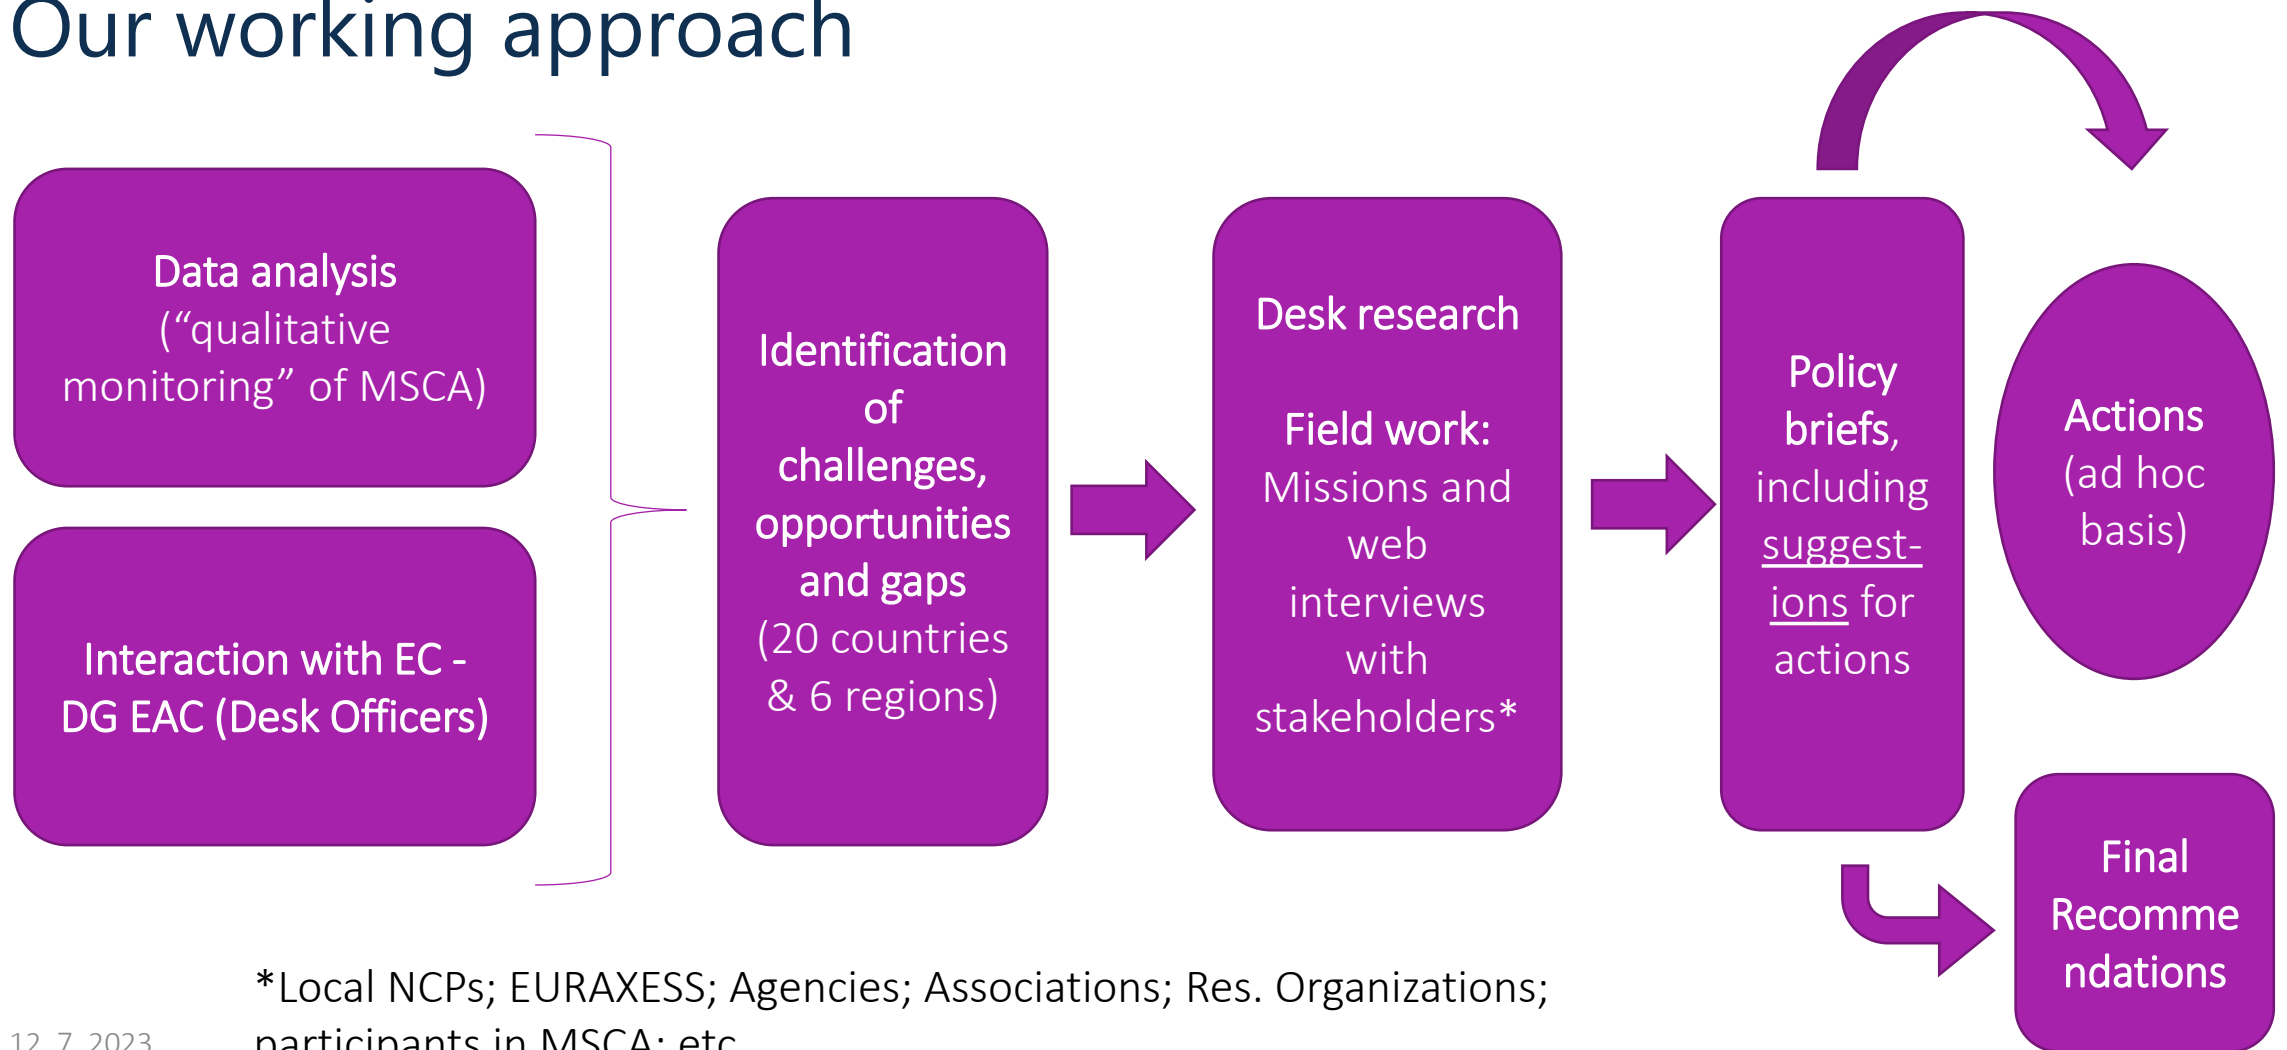 Our working approach
Data analysis
(“qualitative
monitoring” of MSCA)
Interaction with EC -
DG EAC (Desk Officers)
Identification
of
challenges,
opportunities
and gaps
(20 countries
& 6 regions)
Desk research
Field work:
Missions and
web
interviews
with
stakeholders*
Policy
briefs,
including
suggest-
ions for
actions
Actions
(ad hoc
basis)
Final
Recomme
ndations
*Local NCPs; EURAXESS; Agencies; Associations; Res. Organizations;
participants in MSCA; etc
12. 7. 2023